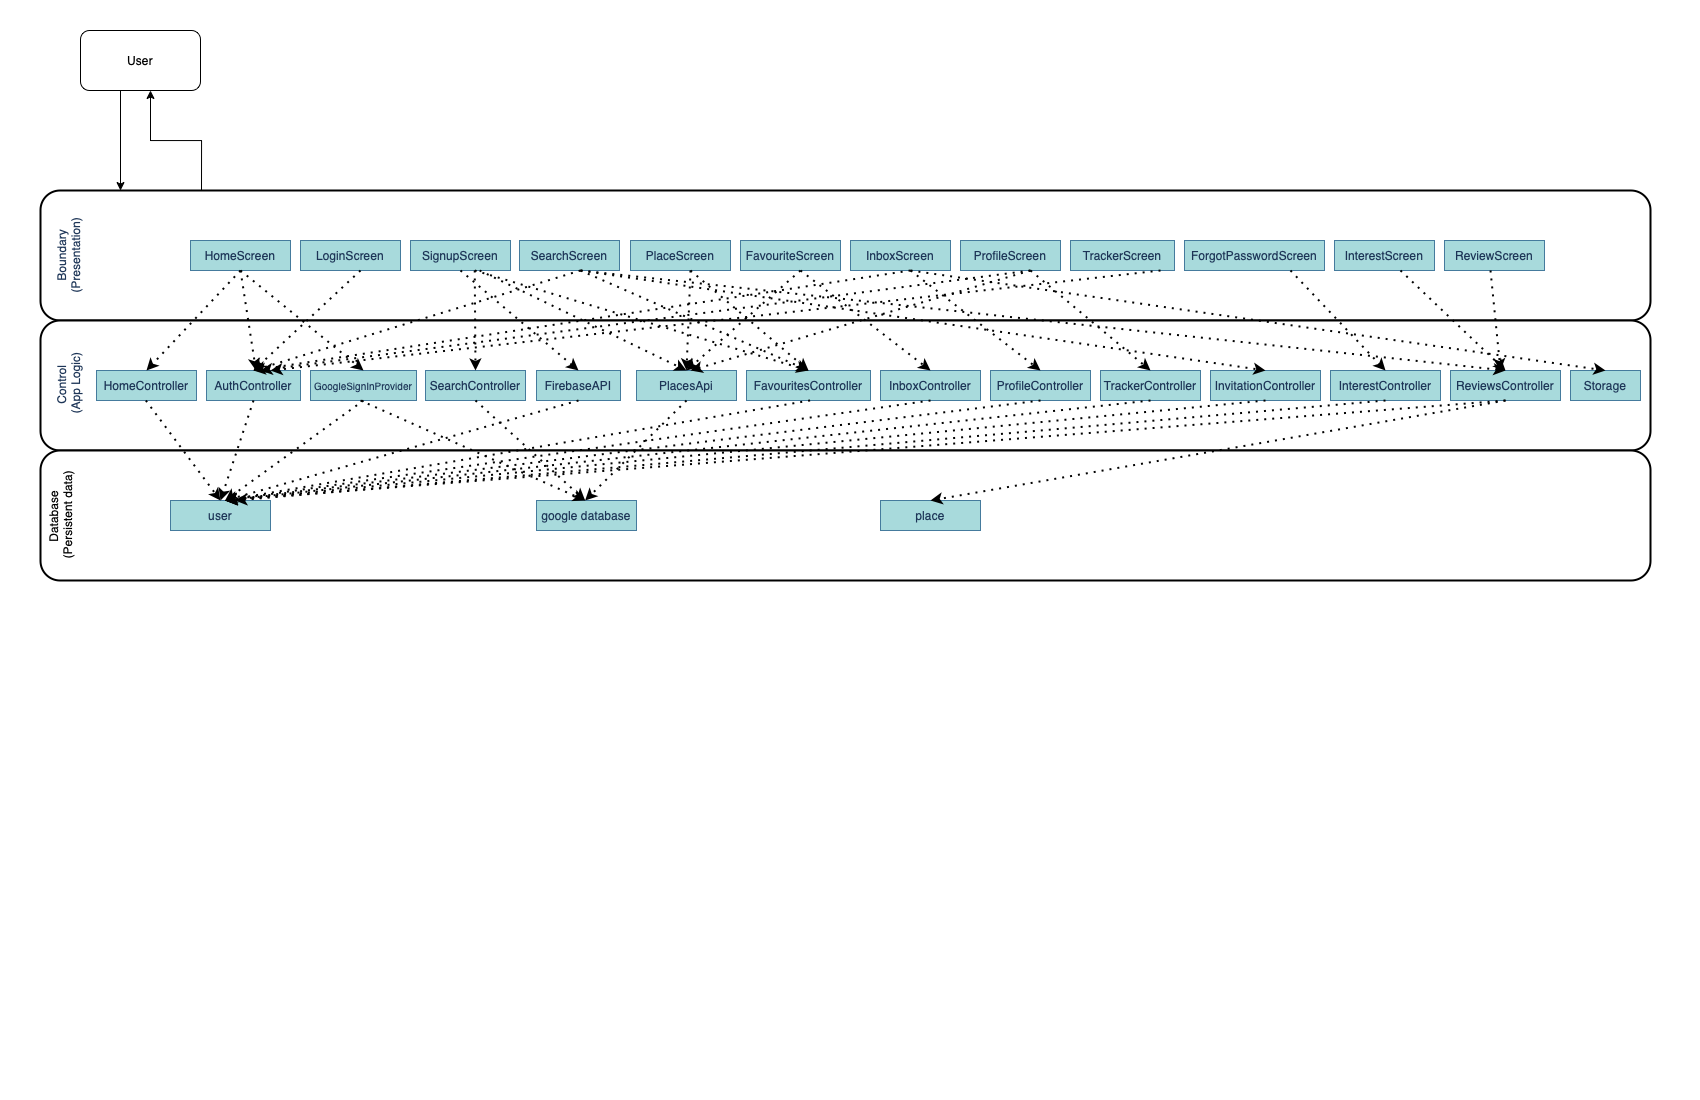 User
Boundary
(Presentation)
HomeScreen
LoginScreen
SignupScreen
SearchScreen
PlaceScreen
FavouriteScreen
InboxScreen
ProfileScreen
TrackerScreen
ForgotPasswordScreen
InterestScreen
ReviewScreen
Control
(App Logic)
HomeController
AuthController
GoogleSignInProvider
SearchController
FirebaseAPI
PlacesApi
FavouritesController
InboxController
ProfileController
TrackerController
InvitationController
InterestController
ReviewsController
Storage
Database
(Persistent data)
user
google database
place